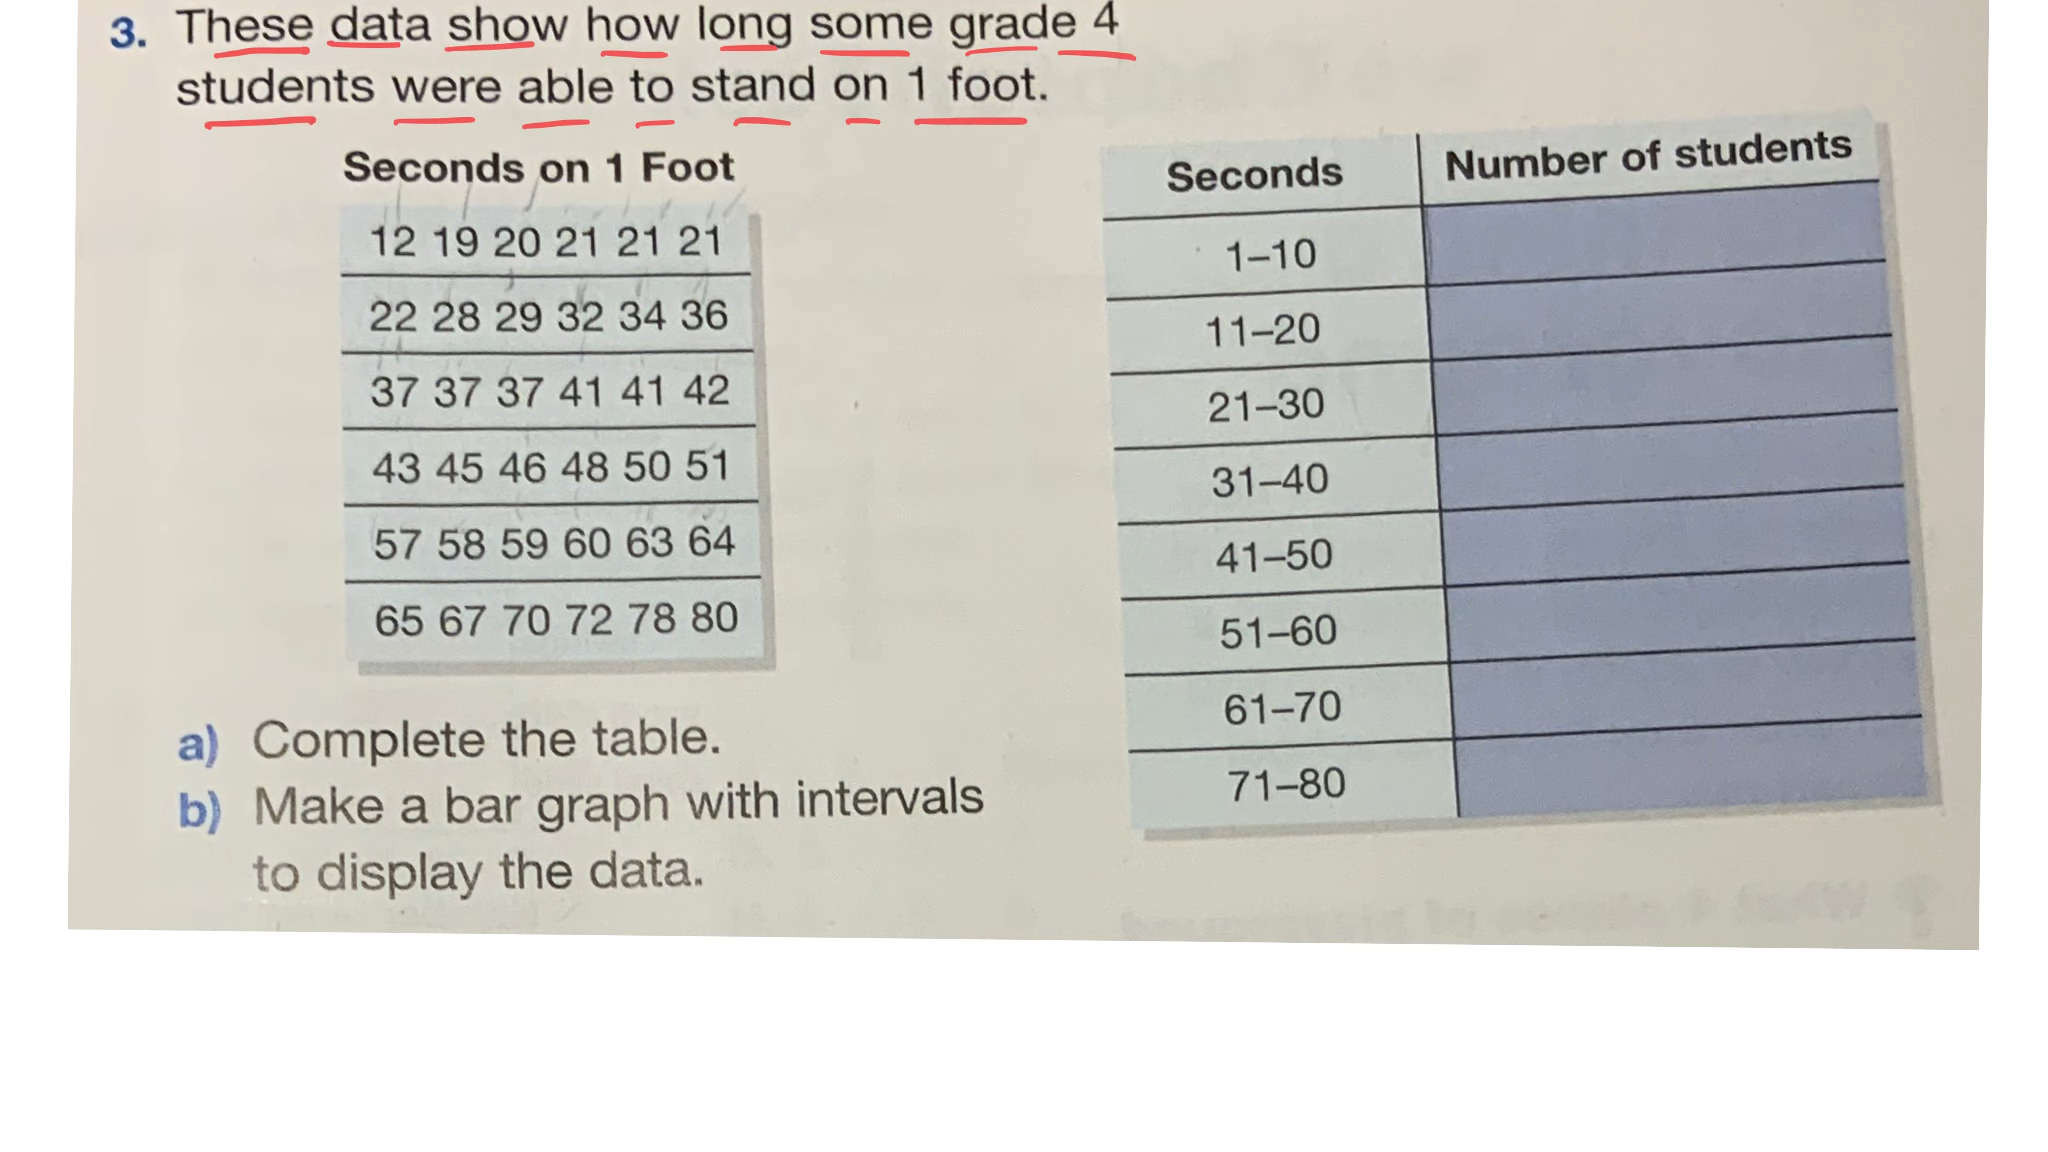 3. These data show how long some grade 4
students were able to stand on 1 foot.
Seconds on 1 Foot
12 19 20 21 21 21
22 28 29 32 34 36
37 37 37 41 41 42
43 45 46 48 50 51
57 58 59 60 63 64
65 67 70 72 78 80
Seconds Number of students
1–10
11–20
21–30
31–40
41–50
51–60
61–70
71–80
a) Complete the table.
b) Make a bar graph with intervals
to display the data.